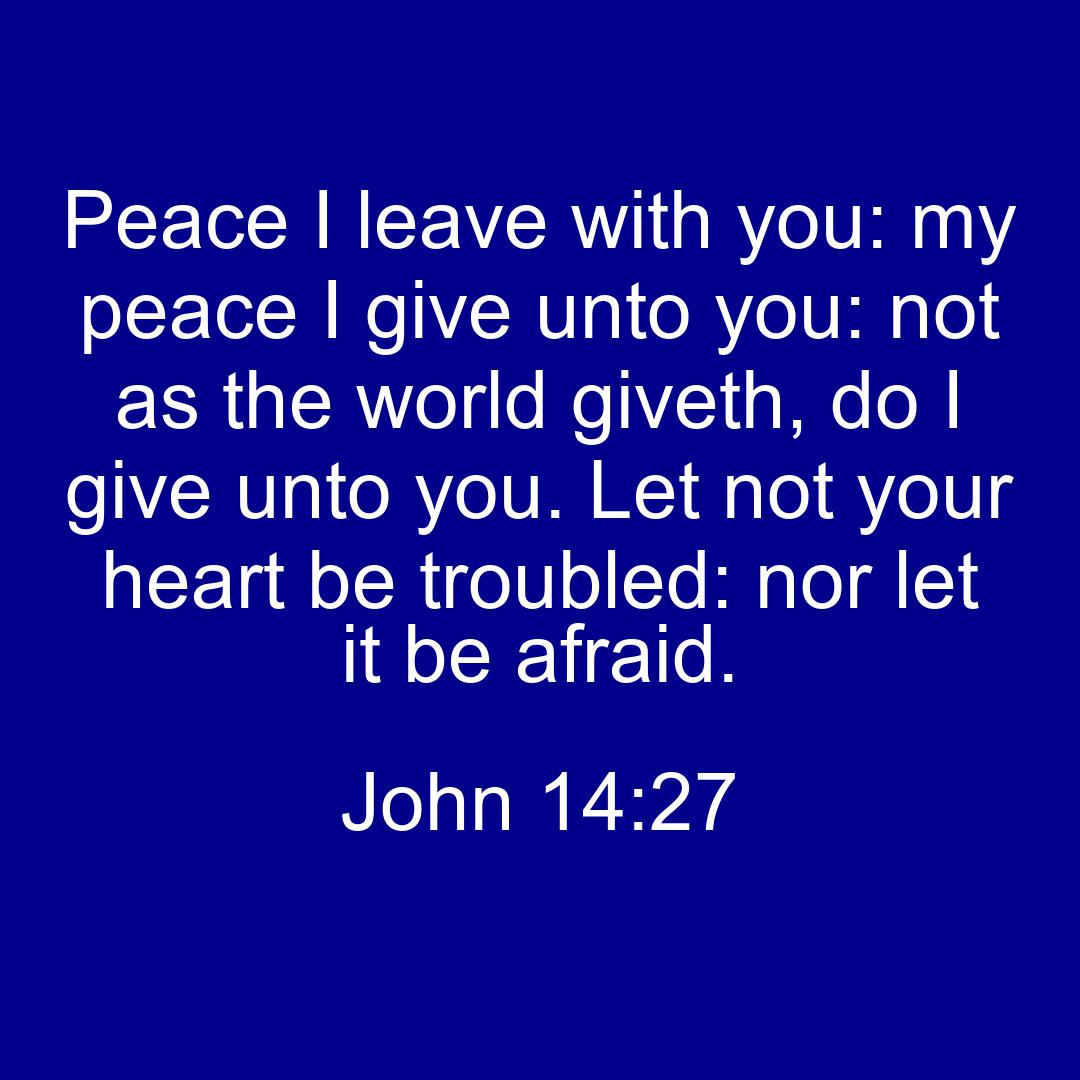 Peace I leave with you: my
peace I give unto you: not
as the world giveth, do I
give unto you. Let not your
heart be troubled: nor let
it be afraid.
John 14:27